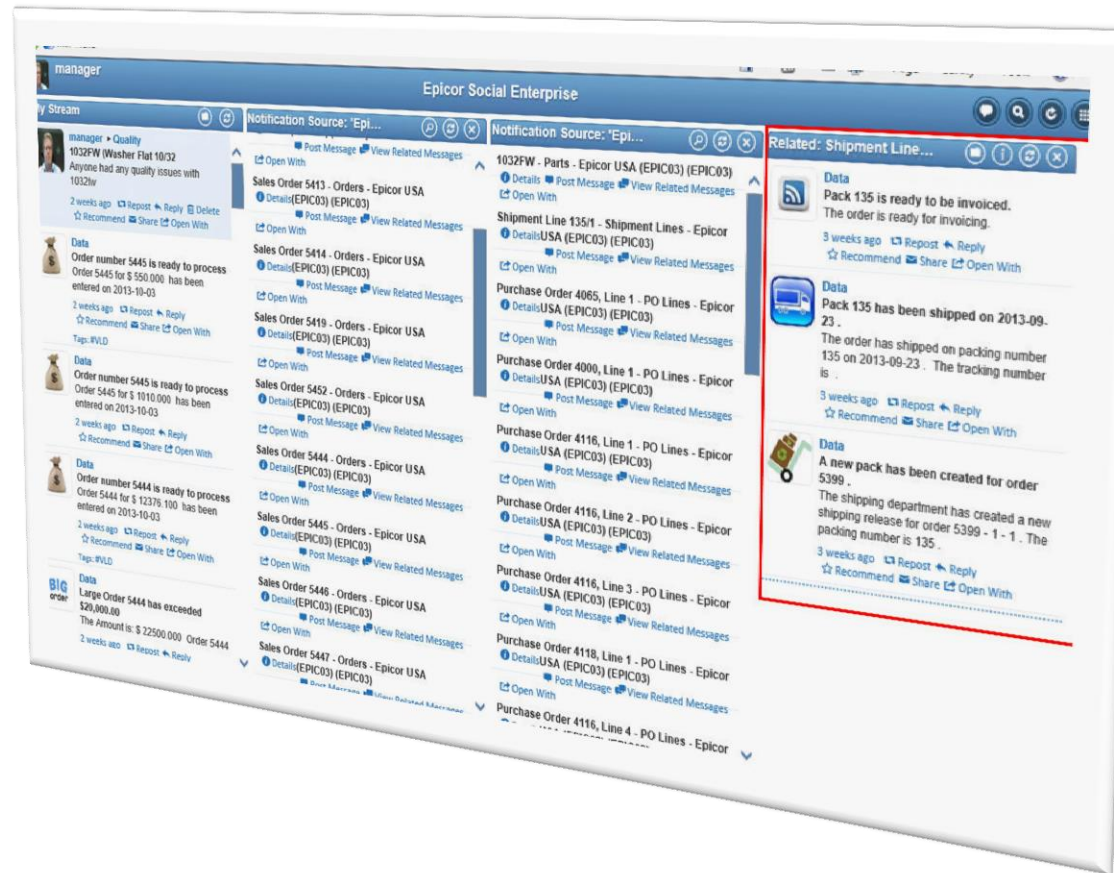 manager
Epicor Social Enterprise
My Stream
manager ▸ Quality
1032FW (Washer Flat 10/32
Anyone had any quality issues with
1032fw
2 weeks ago Repost Reply Delete
Recommend Share Open With
Data
Order number 5445 is ready to process
Order 5445 for $ 550.000 has been
entered on 2013-10-03
2 weeks ago Repost Reply
Recommend Share Open With
Tags: #VLD
Data
Order number 5445 is ready to process
Order 5445 for $ 1010.000 has been
entered on 2013-10-03
2 weeks ago Repost Reply
Recommend Share Open With
Data
Order number 5444 is ready to process
Order 5444 for $ 12376.100 has been
entered on 2013-10-03
2 weeks ago Repost Reply
Recommend Share Open With
Tags: #VLD
BIG
order
Data
Large Order 5444 has exceeded
$20,000.00
The Amount is: $ 22500.000 Order 5444
2 weeks ago Repost Reply
Notification Source: 'Epi...
Post Message View Related Messages
Open With
Sales Order 5413 - Orders - Epicor USA
Details(EPIC03) (EPIC03)
Post Message View Related Messages
Open With
Sales Order 5414 - Orders - Epicor USA
Details(EPIC03) (EPIC03)
Post Message View Related Messages
Open With
Sales Order 5419 - Orders - Epicor USA
Details(EPIC03) (EPIC03)
Post Message View Related Messages
Open With
Sales Order 5452 - Orders - Epicor USA
Details(EPIC03) (EPIC03)
Post Message View Related Messages
Open With
Sales Order 5444 - Orders - Epicor USA
Details(EPIC03) (EPIC03)
Post Message View Related Messages
Open With
Sales Order 5445 - Orders - Epicor USA
Details(EPIC03) (EPIC03)
Post Message View Related Messages
Open With
Sales Order 5446 - Orders - Epicor USA
Details(EPIC03) (EPIC03)
Post Message View Related Messages
Open With
Sales Order 5447 - Orders - Epicor USA
Details(EPIC03) (EPIC03)
Post Message View Related Messages
Notification Source: 'Epi...
1032FW - Parts - Epicor USA (EPIC03) (EPIC03)
Details Post Message View Related Messages
Open With
Shipment Line 135/1 - Shipment Lines - Epicor
DetailsUSA (EPIC03) (EPIC03)
Post Message View Related Messages
Open With
Purchase Order 4065, Line 1 - PO Lines - Epicor
DetailsUSA (EPIC03) (EPIC03)
Post Message View Related Messages
Open With
Purchase Order 4000, Line 1 - PO Lines - Epicor
DetailsUSA (EPIC03) (EPIC03)
Post Message View Related Messages
Open With
Purchase Order 4116, Line 1 - PO Lines - Epicor
DetailsUSA (EPIC03) (EPIC03)
Post Message View Related Messages
Open With
Purchase Order 4116, Line 2 - PO Lines - Epicor
DetailsUSA (EPIC03) (EPIC03)
Post Message View Related Messages
Open With
Purchase Order 4116, Line 3 - PO Lines - Epicor
DetailsUSA (EPIC03) (EPIC03)
Post Message View Related Messages
Open With
Purchase Order 4118, Line 1 - PO Lines - Epicor
DetailsUSA (EPIC03) (EPIC03)
Post Message View Related Messages
Open With
Purchase Order 4116, Line 4 - PO Lines - Epicor
Related: Shipment Line...
Data
Pack 135 is ready to be invoiced.
The order is ready for invoicing.
3 weeks ago Repost Reply
Recommend Share Open With
Data
Pack 135 has been shipped on 2013-09-
23 .
The order has shipped on packing number
135 on 2013-09-23 . The tracking number
is .
3 weeks ago Repost Reply
Recommend Share Open With
Data
A new pack has been created for order
5399 .
The shipping department has created a new
shipping release for order 5399 - 1 - 1 . The
packing number is 135 .
3 weeks ago Repost Reply
Recommend Share Open With